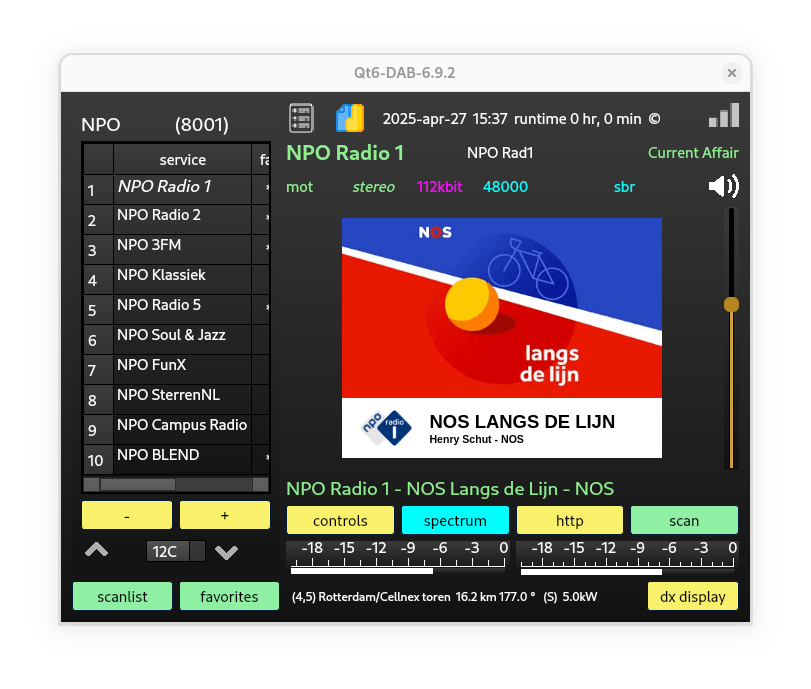 Qt6-DAB-6.9.2
NPO (8001)
2025-apr-27 15:37 runtime 0 hr, 0 min ©
NPO Radio 1 NPO Rad1 Current Affair
mot stereo 112kbit 48000 sbr
service fa
1 NPO Radio 1 *
2 NPO Radio 2 *
3 NPO 3FM *
4 NPO Klassiek
5 NPO Radio 5 *
6 NPO Soul & Jazz
7 NPO FunX
8 NPO SterrenNL
9 NPO Campus Radio
10 NPO BLEND *
NOS
langs
de lijn
npo radio 1
NOS LANGS DE LIJN
Henry Schut - NOS
NPO Radio 1 - NOS Langs de Lijn - NOS
- +
controls spectrum http scan
12C
-18 -15 -12 -9 -6 -3 0 -18 -15 -12 -9 -6 -3 0
scanlist favorites
(4,5) Rotterdam/Cellnex toren 16.2 km 177.0 ° (S) 5.0kW
dx display